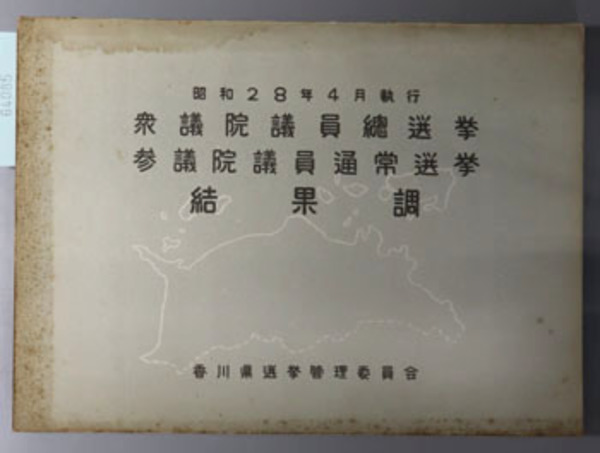 昭和28年4月執行
衆議院議員總選挙
参議院議員通常選挙
結果調
香川県選挙管理委員会
64085